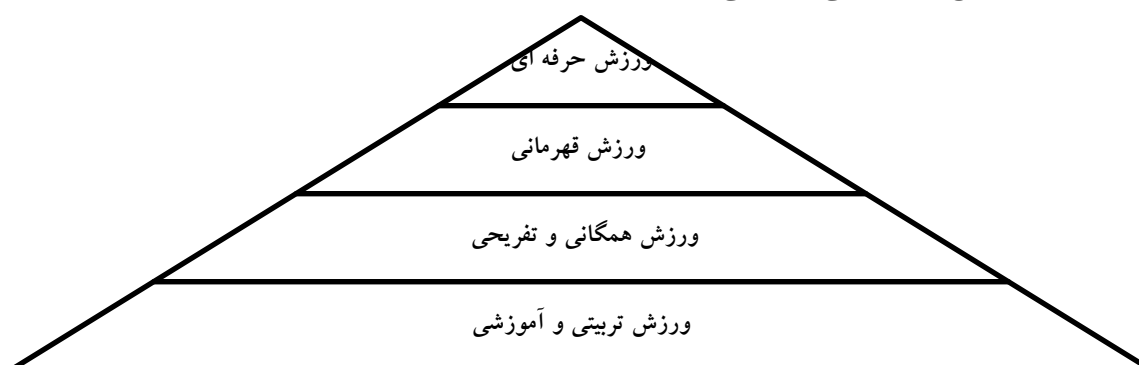 ورزش حرفه ای
ورزش قهرمانی
ورزش همگانی و تفریحی
ورزش تربیتی و آموزشی